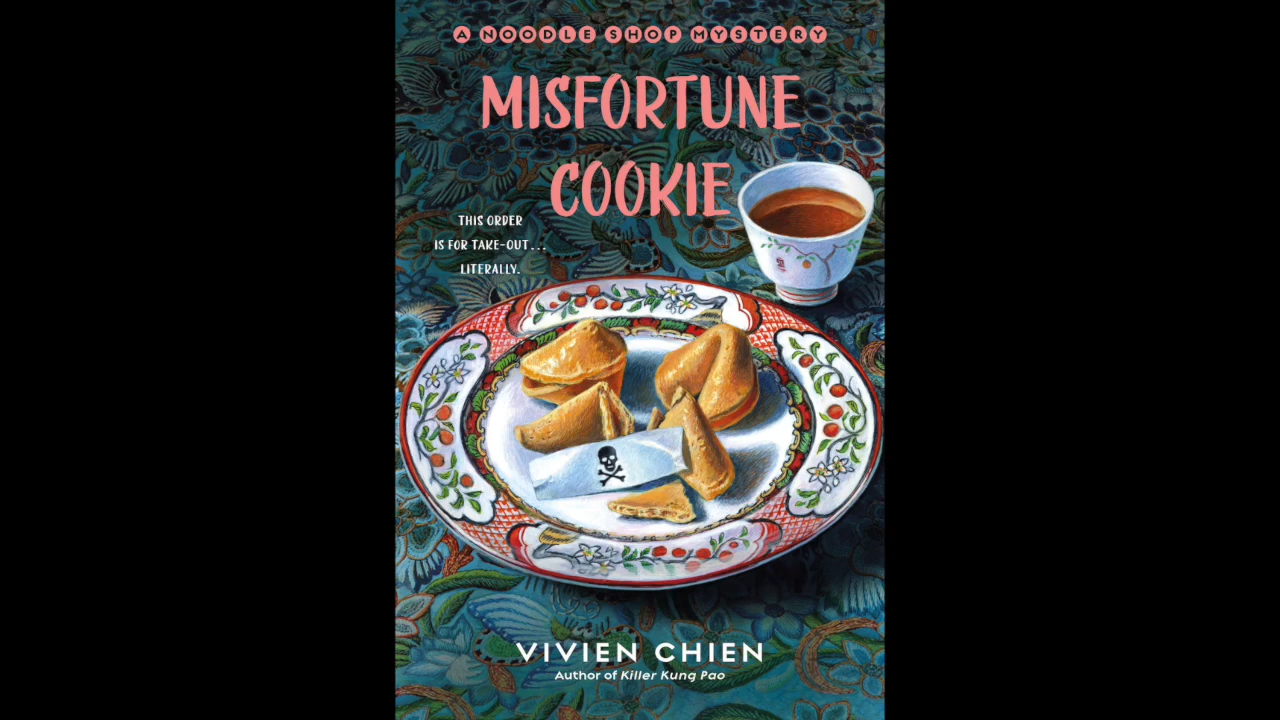 A NOODLE SHOP MYSTERY
MISFORTUNE
COOKIE
THIS ORDER
IS FOR TAKE-OUT...
LITERALLY.
VIVIEN CHIEN
Author of Killer Kung Pao